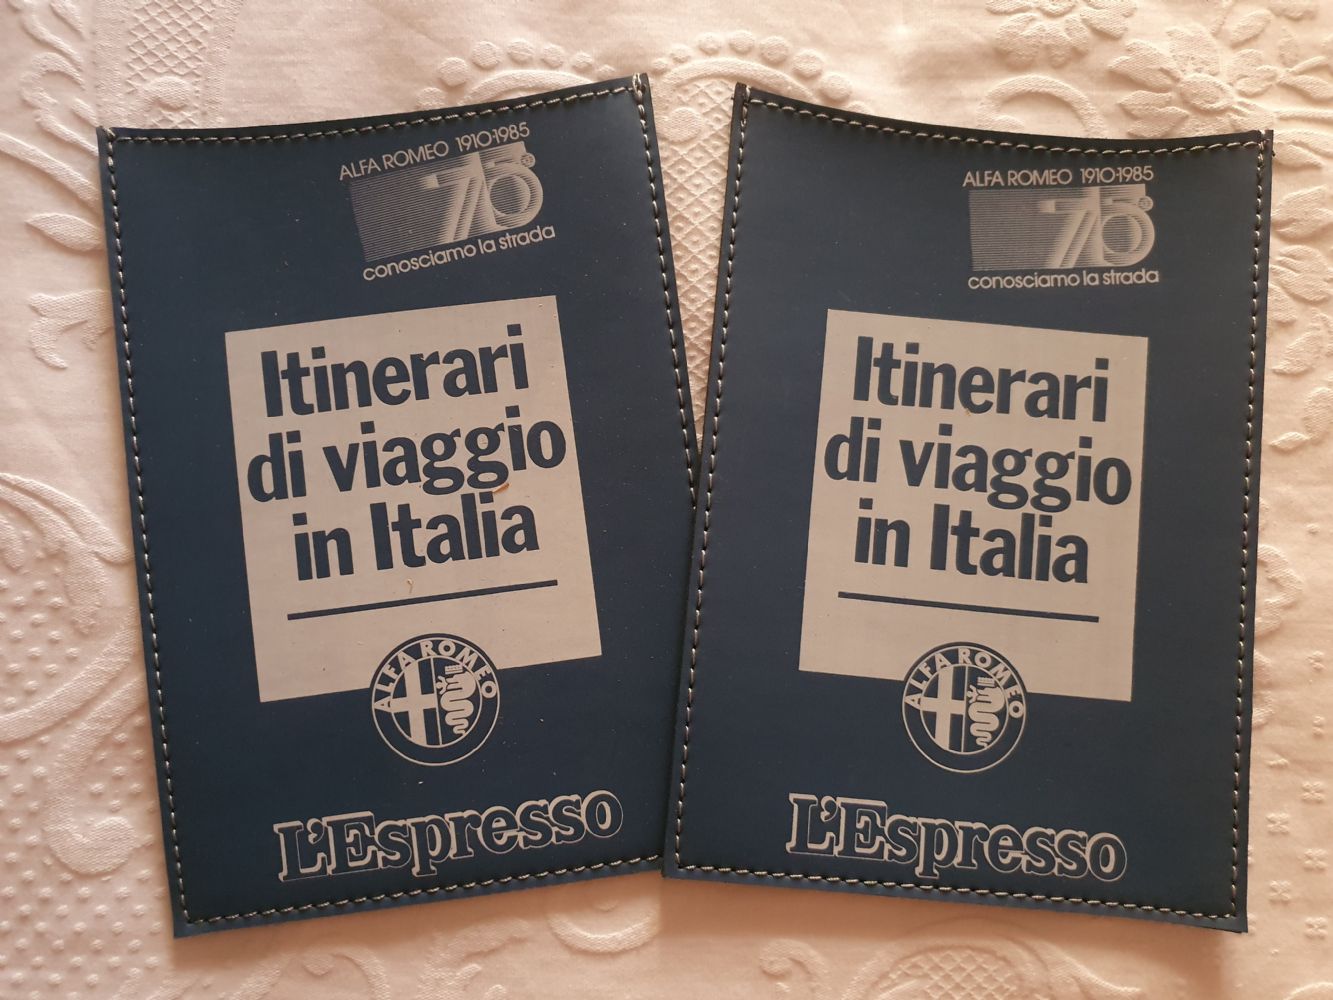 ALFA ROMEO 1910-1985
75°
conosciamo la strada
Itinerari
di viaggio
in Italia
ALFA ROMEO
L'Espresso
ALFA ROMEO 1910-1985
75°
conosciamo la strada
Itinerari
di viaggio
in Italia
ALFA ROMEO
L'Espresso